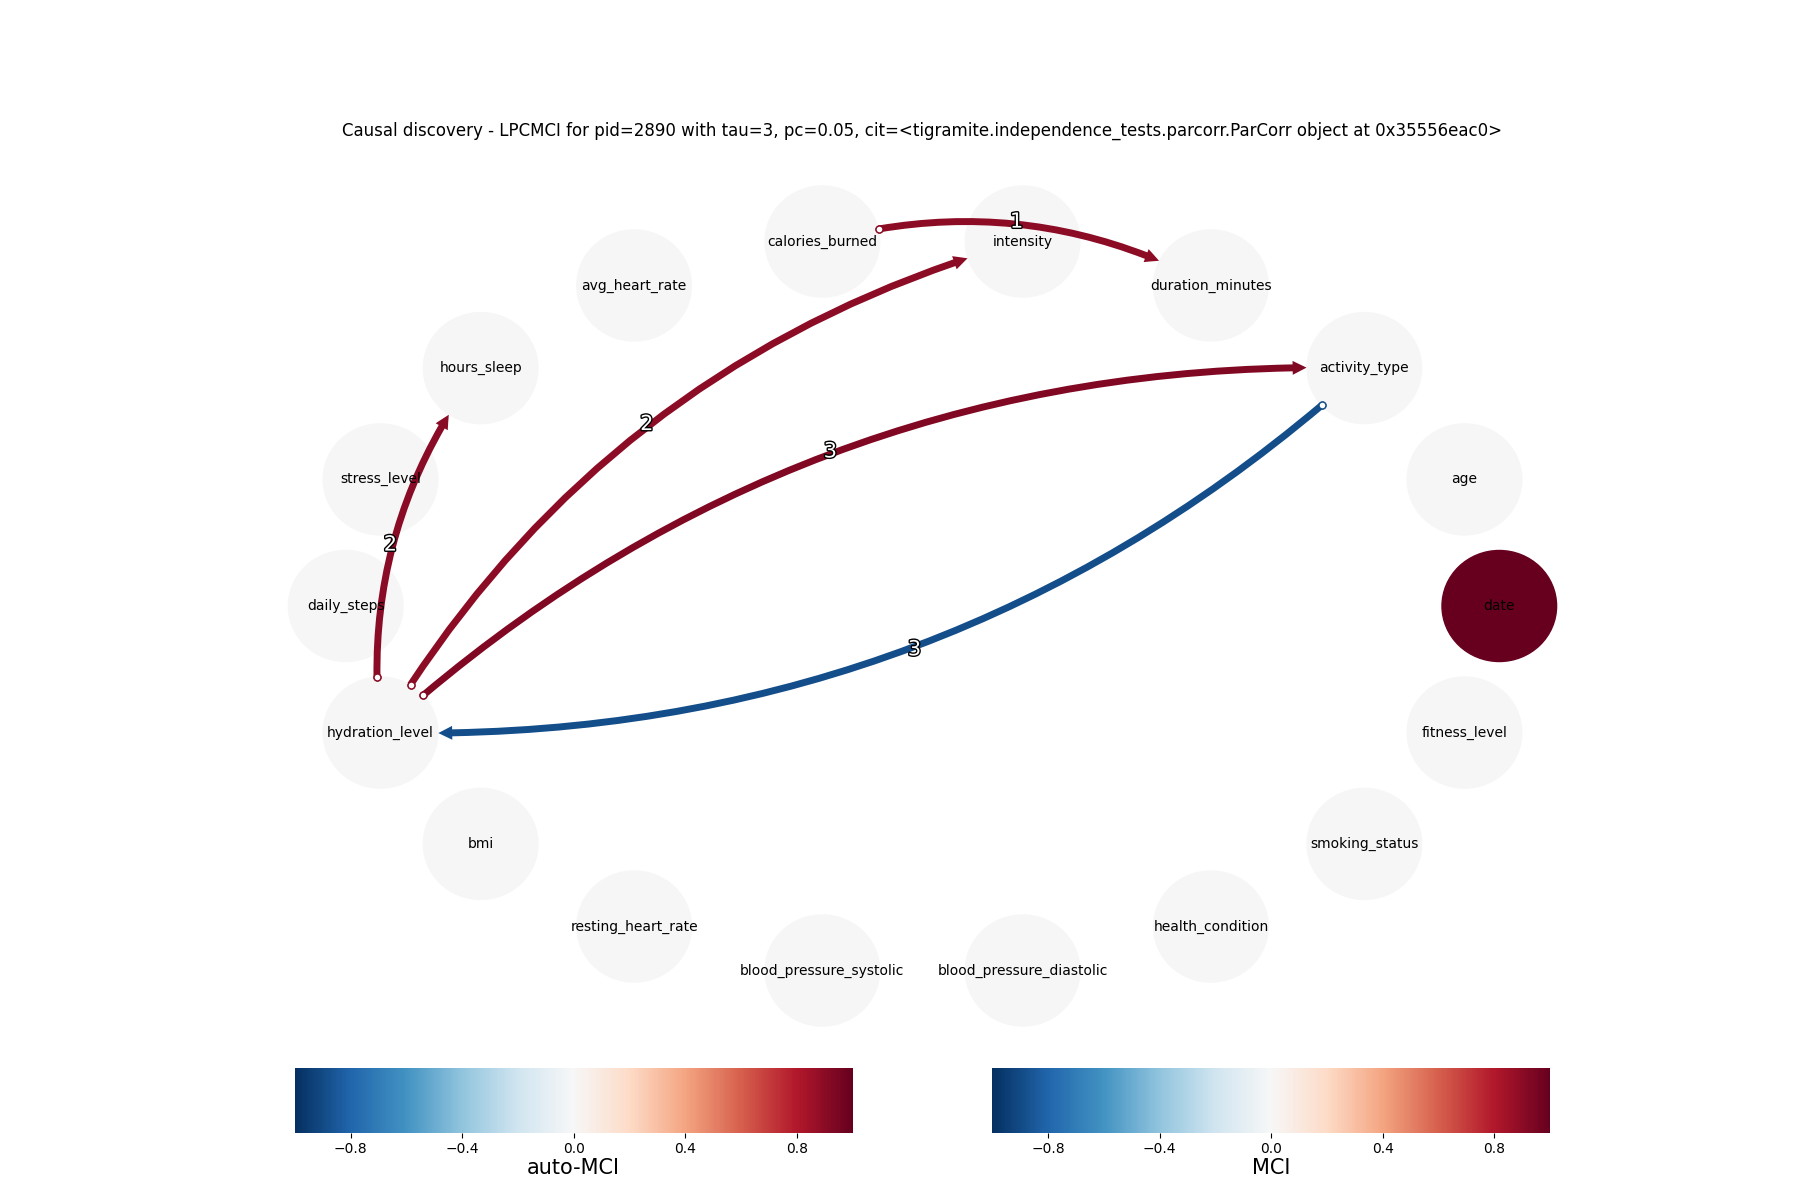 Causal discovery - LPCMCI for pid=2890 with tau=3, pc=0.05, cit=<tigramite.independence_tests.parcorr.ParCorr object at 0x35556eac0>
1
calories_burned
intensity
avg_heart_rate
duration_minutes
hours_sleep
activity_type
2
3
stress_level
age
2
daily_steps
date
3
hydration_level
fitness_level
bmi
smoking_status
resting_heart_rate
health_condition
blood_pressure_systolic
blood_pressure_diastolic
−0.8 −0.4 0.0 0.4 0.8
auto-MCI
−0.8 −0.4 0.0 0.4 0.8
MCI